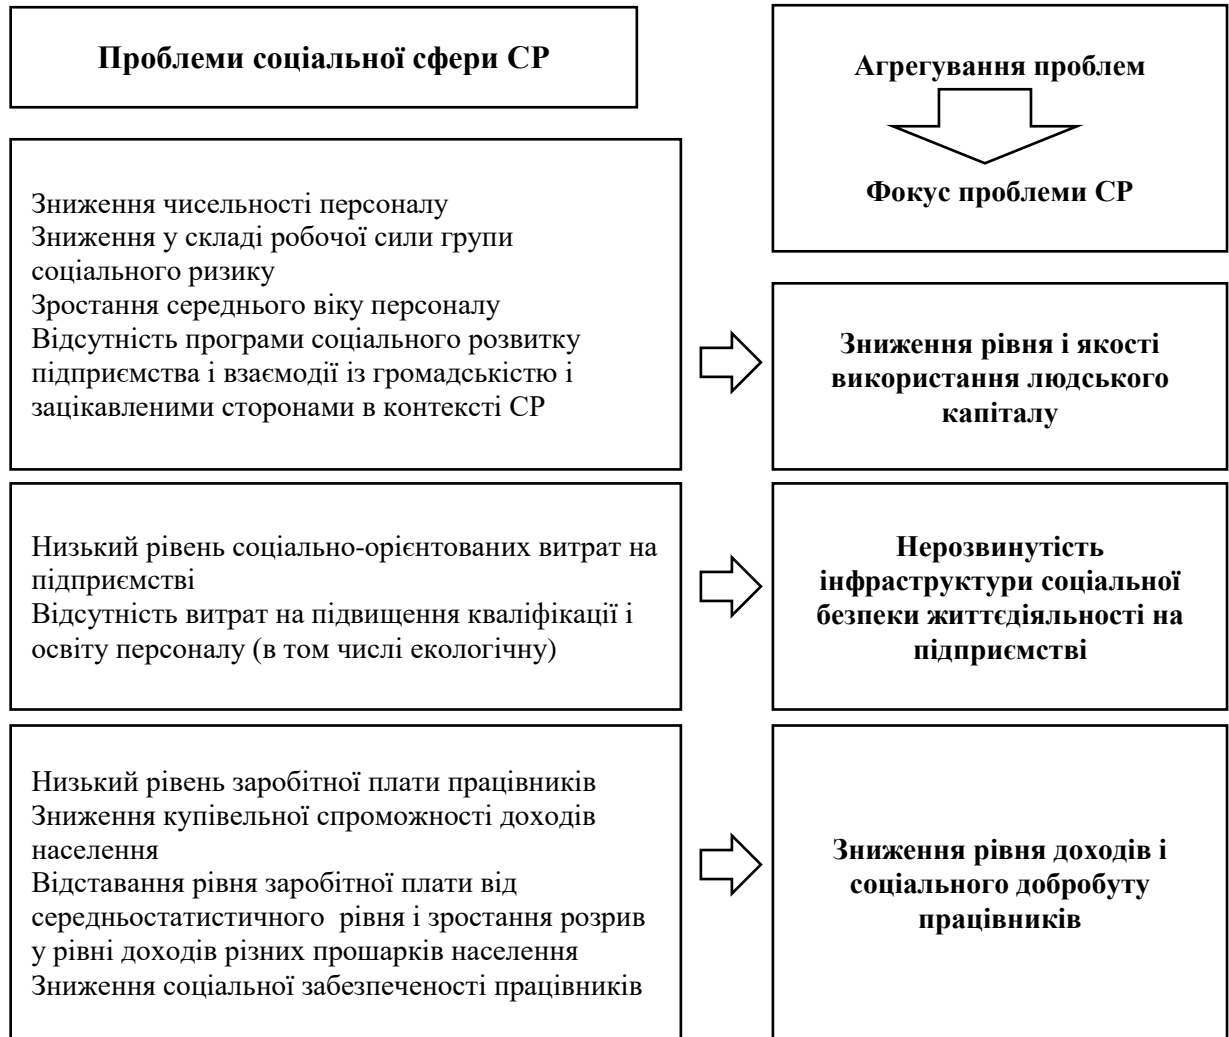 Проблеми соціальної сфери СР
Агрегування проблем
Фокус проблеми СР
Зниження чисельності персоналу
Зниження у складі робочої сили групи
соціального ризику
Зростання середнього віку персоналу
Відсутність програми соціального розвитку
підприємства і взаємодії із громадськістю і
зацікавленими сторонами в контексті СР
Зниження рівня і якості
використання людського
капіталу
Низький рівень соціально-орієнтованих витрат на
підприємстві
Відсутність витрат на підвищення кваліфікації і
освіту персоналу (в том числі екологічну)
Нерозвинутість
інфраструктури соціальної
безпеки життєдіяльності на
підприємстві
Низький рівень заробітної плати працівників
Зниження купівельної спроможності доходів
населення
Відставання рівня заробітної плати від
середньостатистичного рівня і зростання розрив
у рівні доходів різних прошарків населення
Зниження соціальної забезпеченості працівників
Зниження рівня доходів і
соціального добробуту
працівників